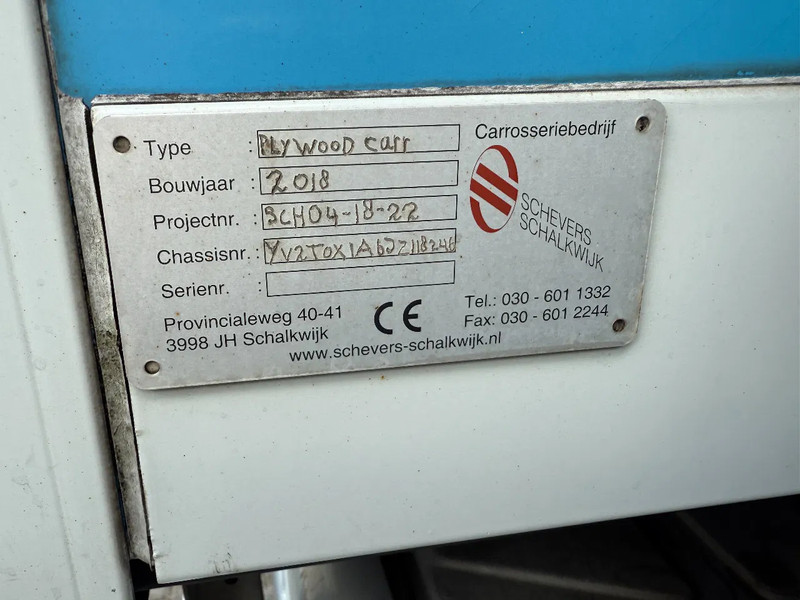 Type : PLYWOOD carr
Bouwjaar : 2018
Projectnr. : SCH04-18-22
Chassisnr. : YV2TOX1A6JZ118246
Serienr. :
Carrosseriebedrijf
SCHEVERS
SCHALKWIJK
Provincialeweg 40-41
3998 JH Schalkwijk
CE
Tel.: 030 - 601 1332
Fax: 030 - 601 2244
www.schevers-schalkwijk.nl